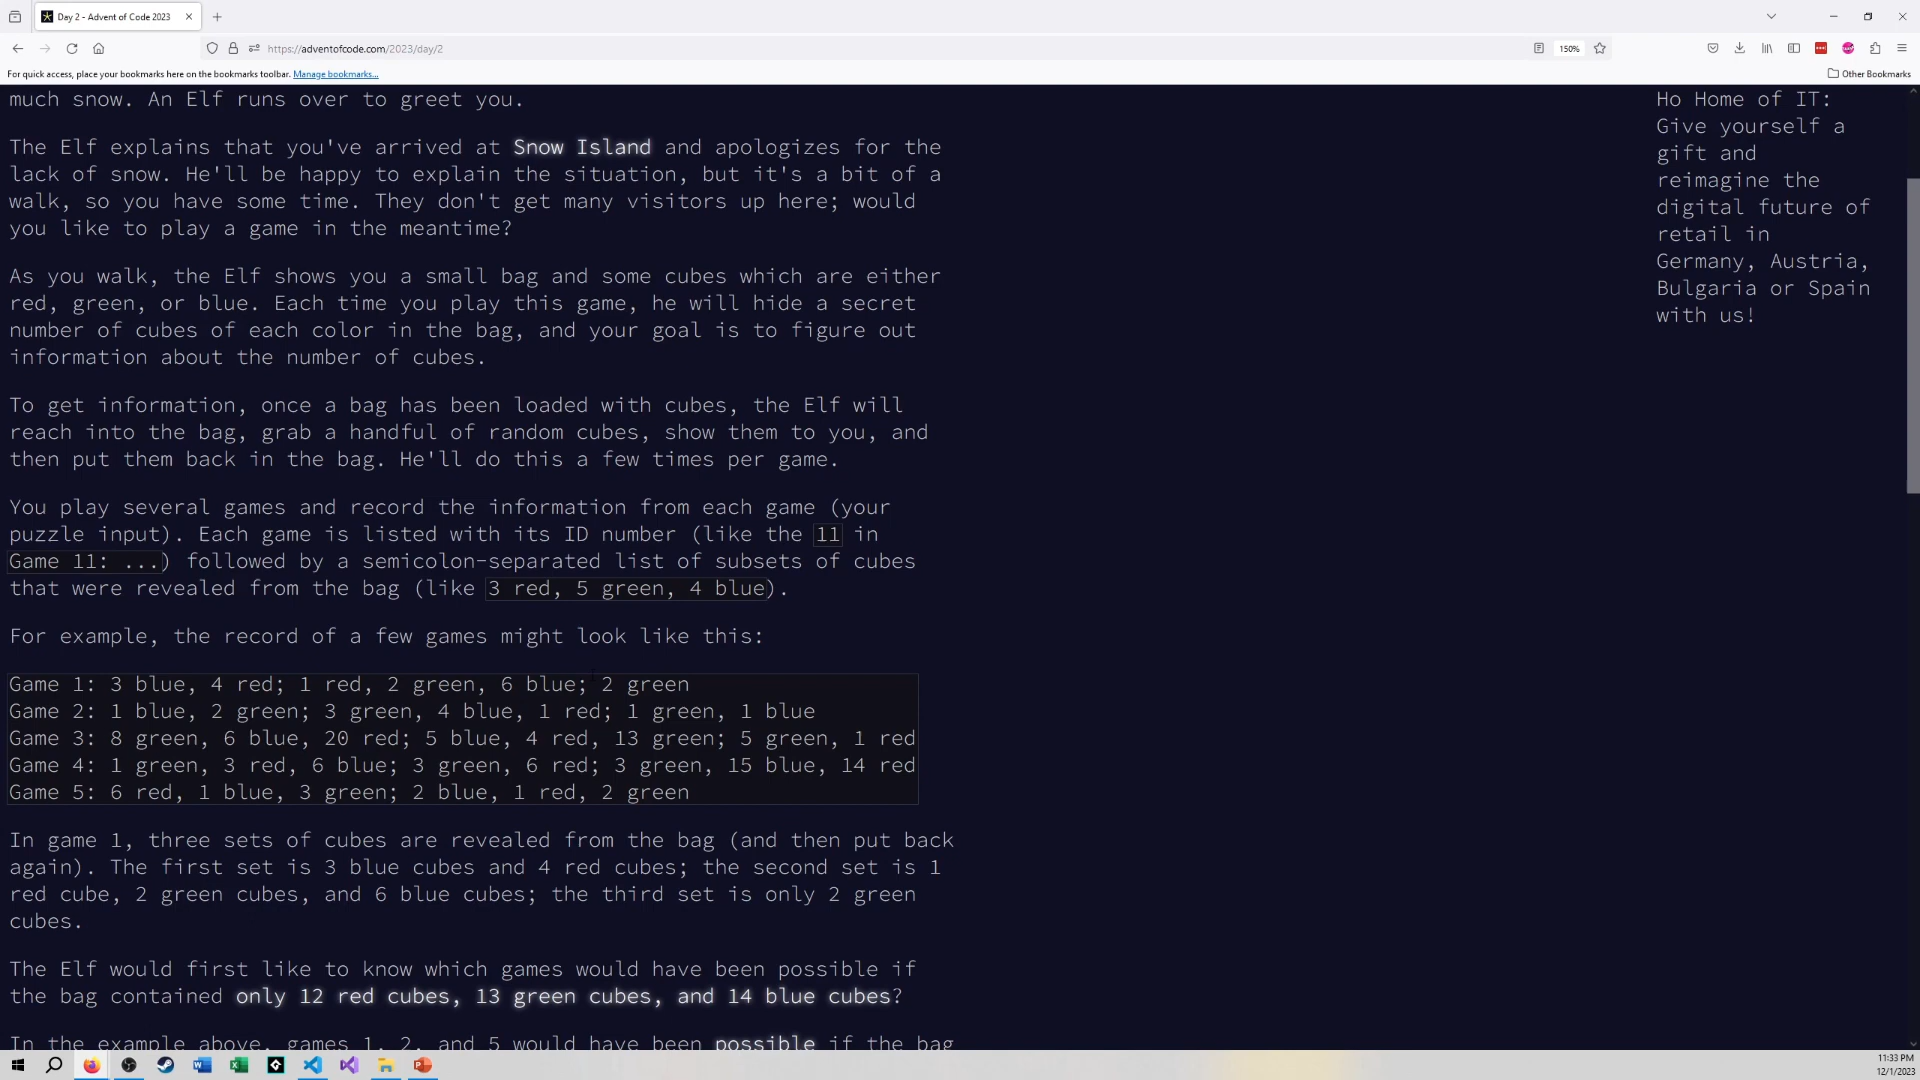 Day 2 - Advent of Code 2023
https://adventofcode.com/2023/day/2
150%
For quick access, place your bookmarks here on the bookmarks toolbar. Manage bookmarks...
Other Bookmarks
much snow. An Elf runs over to greet you.
The Elf explains that you've arrived at Snow Island and apologizes for the
lack of snow. He'll be happy to explain the situation, but it's a bit of a
walk, so you have some time. They don't get many visitors up here; would
you like to play a game in the meantime?
As you walk, the Elf shows you a small bag and some cubes which are either
red, green, or blue. Each time you play this game, he will hide a secret
number of cubes of each color in the bag, and your goal is to figure out
information about the number of cubes.
To get information, once a bag has been loaded with cubes, the Elf will
reach into the bag, grab a handful of random cubes, show them to you, and
then put them back in the bag. He'll do this a few times per game.
You play several games and record the information from each game (your
puzzle input). Each game is listed with its ID number (like the 11 in
Game 11: ...) followed by a semicolon-separated list of subsets of cubes
that were revealed from the bag (like 3 red, 5 green, 4 blue).
For example, the record of a few games might look like this:
Game 1: 3 blue, 4 red; 1 red, 2 green, 6 blue; 2 green
Game 2: 1 blue, 2 green; 3 green, 4 blue, 1 red; 1 green, 1 blue
Game 3: 8 green, 6 blue, 20 red; 5 blue, 4 red, 13 green; 5 green, 1 red
Game 4: 1 green, 3 red, 6 blue; 3 green, 6 red; 3 green, 15 blue, 14 red
Game 5: 6 red, 1 blue, 3 green; 2 blue, 1 red, 2 green
In game 1, three sets of cubes are revealed from the bag (and then put back
again). The first set is 3 blue cubes and 4 red cubes; the second set is 1
red cube, 2 green cubes, and 6 blue cubes; the third set is only 2 green
cubes.
The Elf would first like to know which games would have been possible if
the bag contained only 12 red cubes, 13 green cubes, and 14 blue cubes?
In the example above, games 1, 2, and 5 would have been possible if the bag
Ho Home of IT:
Give yourself a
gift and
reimagine the
digital future of
retail in
Germany, Austria,
Bulgaria or Spain
with us!
11:33 PM
12/1/2023